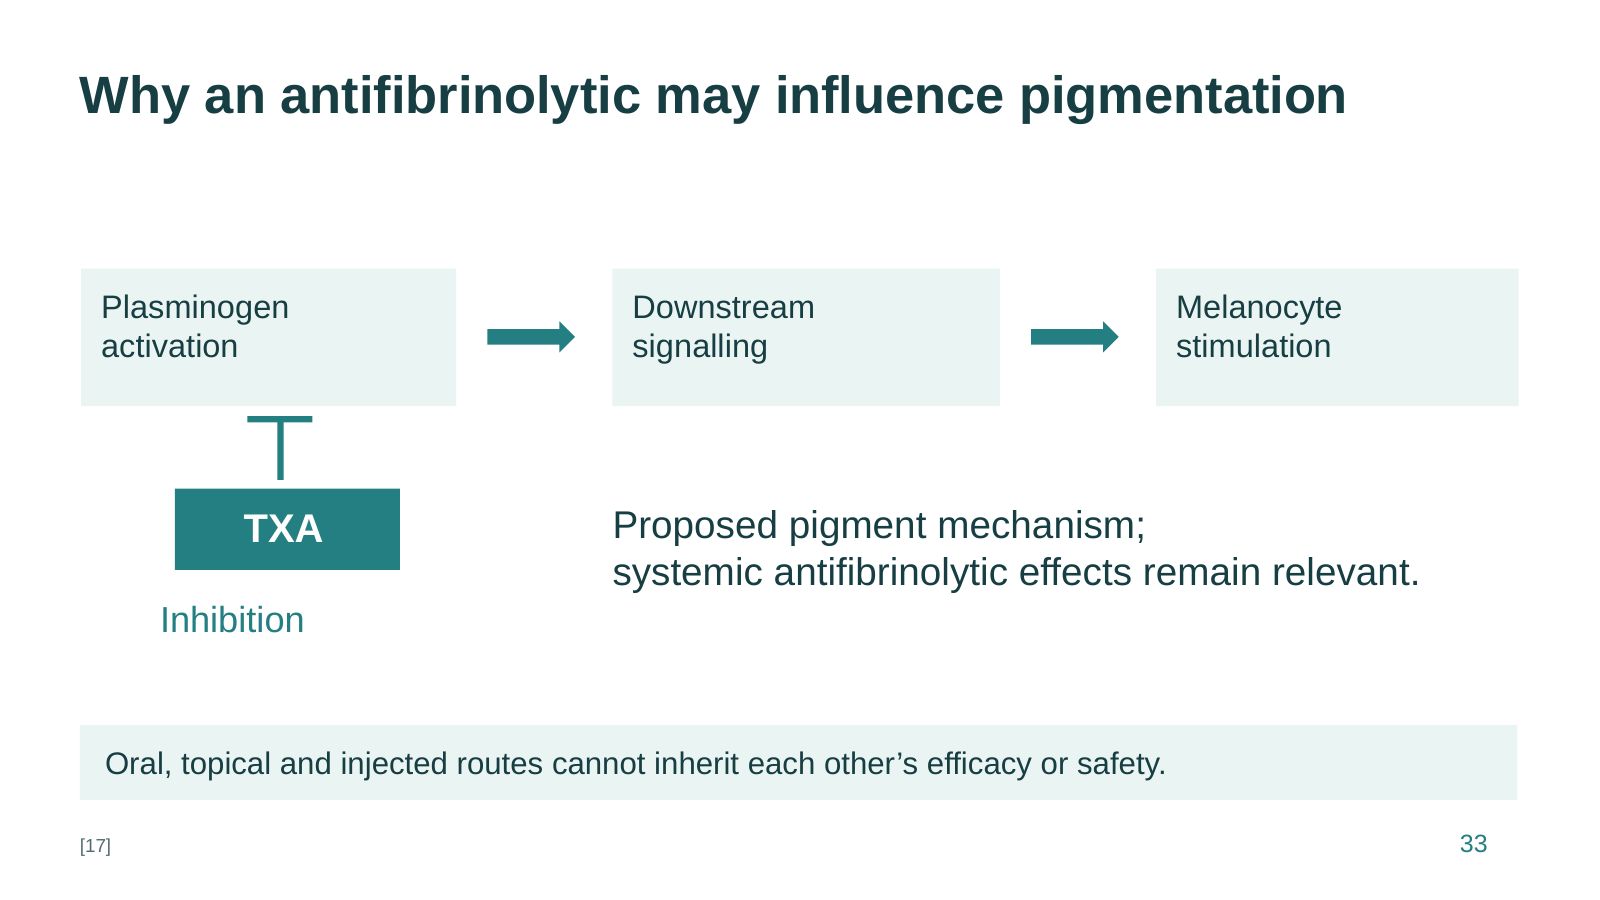 Why an antifibrinolytic may influence pigmentation
Plasminogen
activation
Downstream
signalling
Melanocyte
stimulation
TXA
Inhibition
Proposed pigment mechanism;
systemic antifibrinolytic effects remain relevant.
Oral, topical and injected routes cannot inherit each other’s efficacy or safety.
[17]
33